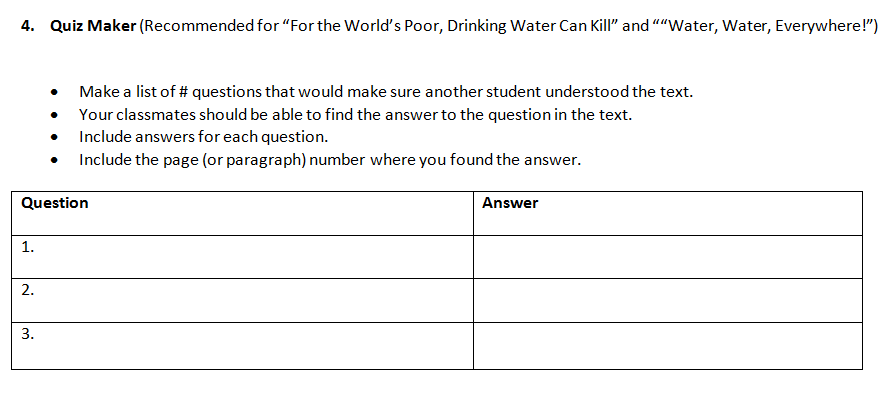 4. Quiz Maker (Recommended for “For the World’s Poor, Drinking Water Can Kill” and ““Water, Water, Everywhere!”)
• Make a list of # questions that would make sure another student understood the text.
• Your classmates should be able to find the answer to the question in the text.
• Include answers for each question.
• Include the page (or paragraph) number where you found the answer.
Question Answer
1.
2.
3.